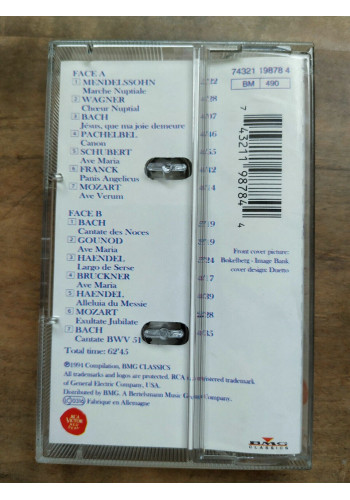 FACE A
1 MENDELSSOHN
Marche Nuptiale
2 WAGNER
Chœur Nuptial
3 BACH
Jésus, que ma joie demeure
4 PACHELBEL
Canon
5 SCHUBERT
Ave Maria
6 FRANCK
Panis Angelicus
7 MOZART
Ave Verum
FACE B
1 BACH
Cantate des Noces
2 GOUNOD
Ave Maria
3 HAENDEL
Largo de Serse
4 BRUCKNER
Ave Maria
5 HAENDEL
Alleluia du Messie
6 MOZART
Exultate Jubilate
7 BACH
Cantate BWV 51
Total time: 62'45
℗1994 Compilation, BMG CLASSICS
All trademarks and logos are protected. RCA is a registered trademark
of General Electric Company, USA.
Distributed by BMG. A Bertelsmann Music Group Company.
Fabriqué en Allemagne
RCA
VICTOR
RED
SEAL
74321 19878 4
BM 490
7 43211 98784 4
Front cover picture:
Bokelberg - Image Bank
cover design: Duetto
BMG
CLASSICS